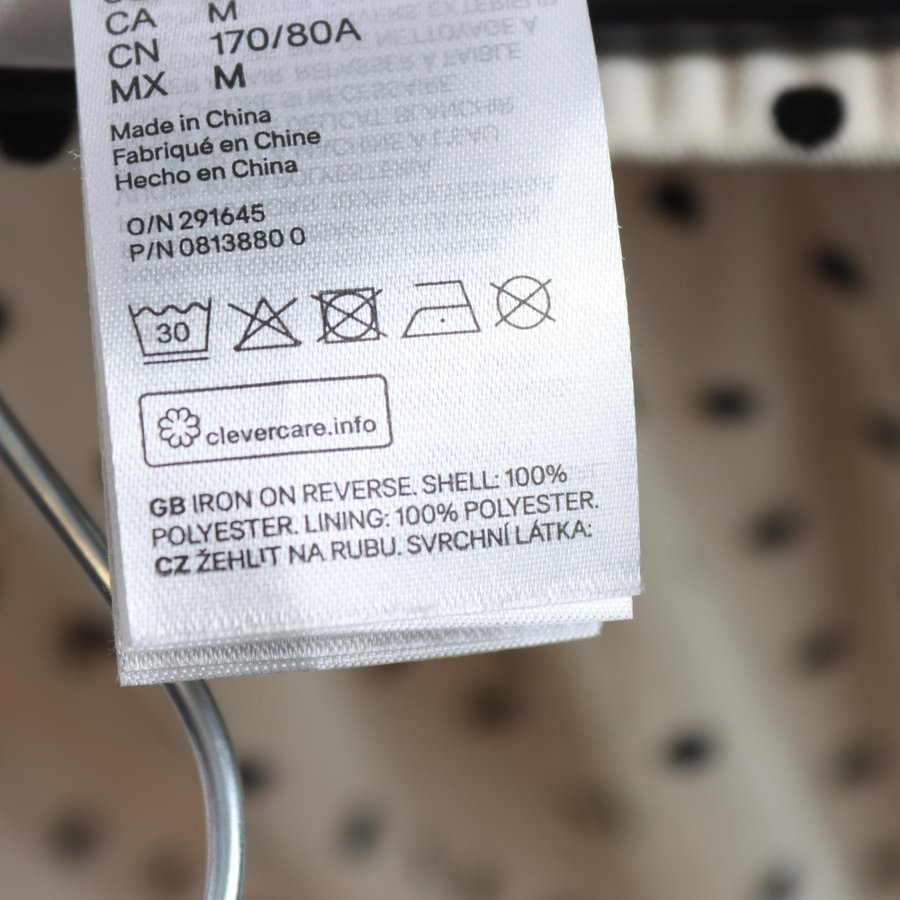 CA M
CN 170/80A
MX M
Made in China
Fabriqué en Chine
Hecho en China
O/N 291645
P/N 0813880 0
30
clevercare.info
GB IRON ON REVERSE. SHELL: 100%
POLYESTER. LINING: 100% POLYESTER.
CZ ŽEHLIT NA RUBU. SVRCHNÍ LÁTKA: